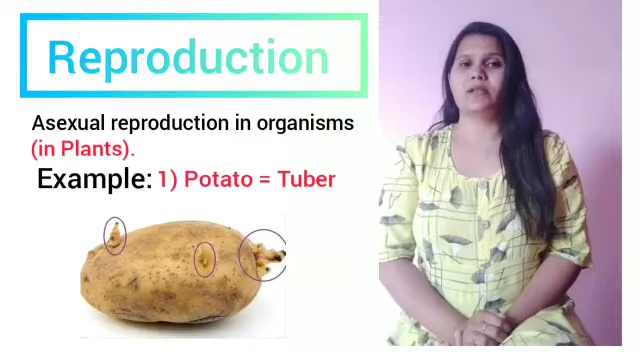 Reproduction
Asexual reproduction in organisms
(in Plants).
Example: 1) Potato = Tuber